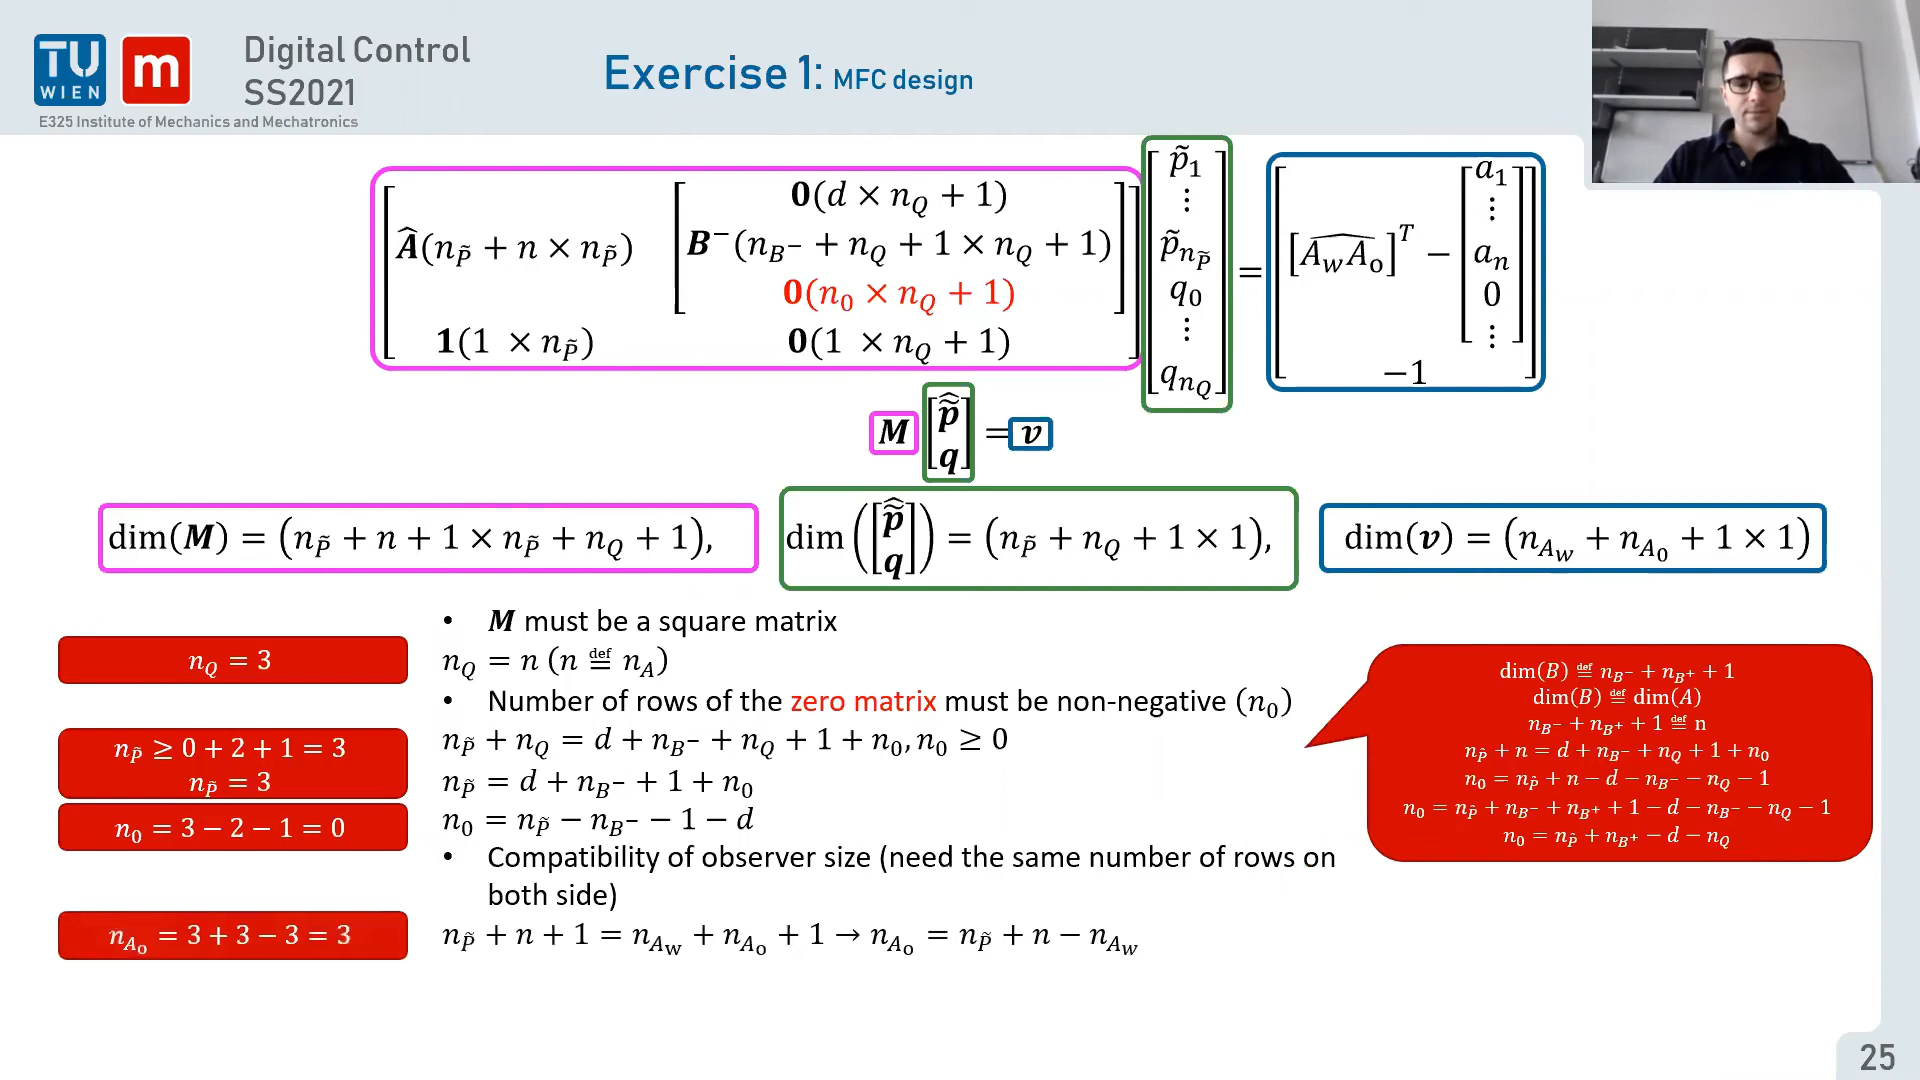 TU WIEN
m
Digital Control
SS2021
E325 Institute of Mechanics and Mechatronics
Exercise 1: MFC design
[Â(n_P̃ + n × n_P̃) [0(d × n_Q + 1)
B⁻(n_B⁻ + n_Q + 1 × n_Q + 1)
0(n_0 × n_Q + 1)]
1(1 × n_P̃) 0(1 × n_Q + 1)]
[p̃_1 ⋮ p̃_{n_P̃} q_0 ⋮ q_{n_Q}] = [[\widehat{A_wA_o}]^T − [a_1 ⋮ a_n 0 ⋮]
−1]
M [\hat{p̃} q] = v
dim(M) = (n_P̃ + n + 1 × n_P̃ + n_Q + 1),
dim([\hat{p̃} q]) = (n_P̃ + n_Q + 1 × 1),
dim(v) = (n_{A_w} + n_{A_0} + 1 × 1)
• M must be a square matrix
n_Q = 3
n_Q = n (n ≝ n_A)
• Number of rows of the zero matrix must be non-negative (n_0)
n_P̃ ≥ 0 + 2 + 1 = 3
n_P̃ = 3
n_P̃ + n_Q = d + n_B⁻ + n_Q + 1 + n_0, n_0 ≥ 0
n_P̃ = d + n_B⁻ + 1 + n_0
n_0 = 3 − 2 − 1 = 0
n_0 = n_P̃ − n_B⁻ − 1 − d
• Compatibility of observer size (need the same number of rows on
both side)
n_{A_o} = 3 + 3 − 3 = 3
n_P̃ + n + 1 = n_{A_w} + n_{A_o} + 1 → n_{A_o} = n_P̃ + n − n_{A_w}
dim(B) ≝ n_B⁻ + n_B⁺ + 1
dim(B) ≝ dim(A)
n_B⁻ + n_B⁺ + 1 ≝ n
n_P̂ + n = d + n_B⁻ + n_Q + 1 + n_0
n_0 = n_P̂ + n − d − n_B⁻ − n_Q − 1
n_0 = n_P̂ + n_B⁻ + n_B⁺ + 1 − d − n_B⁻ − n_Q − 1
n_0 = n_P̂ + n_B⁺ − d − n_Q
25